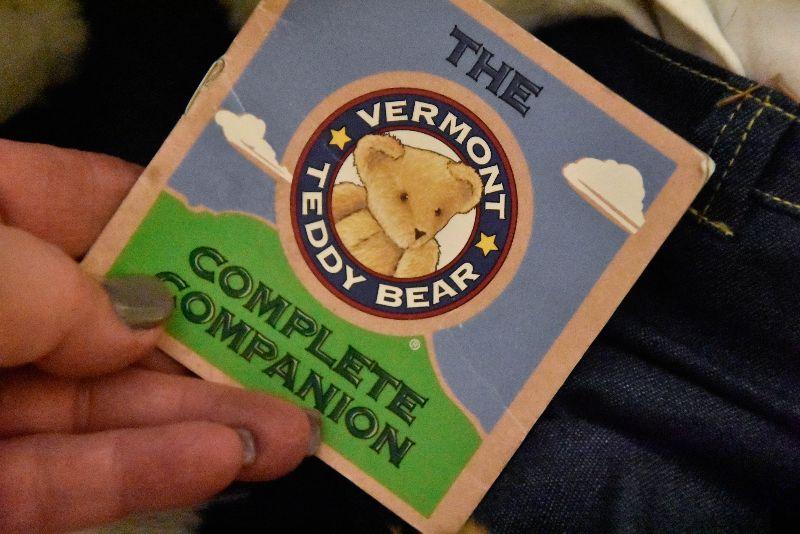 THE
VERMONT
TEDDY BEAR
®
COMPLETE
COMPANION